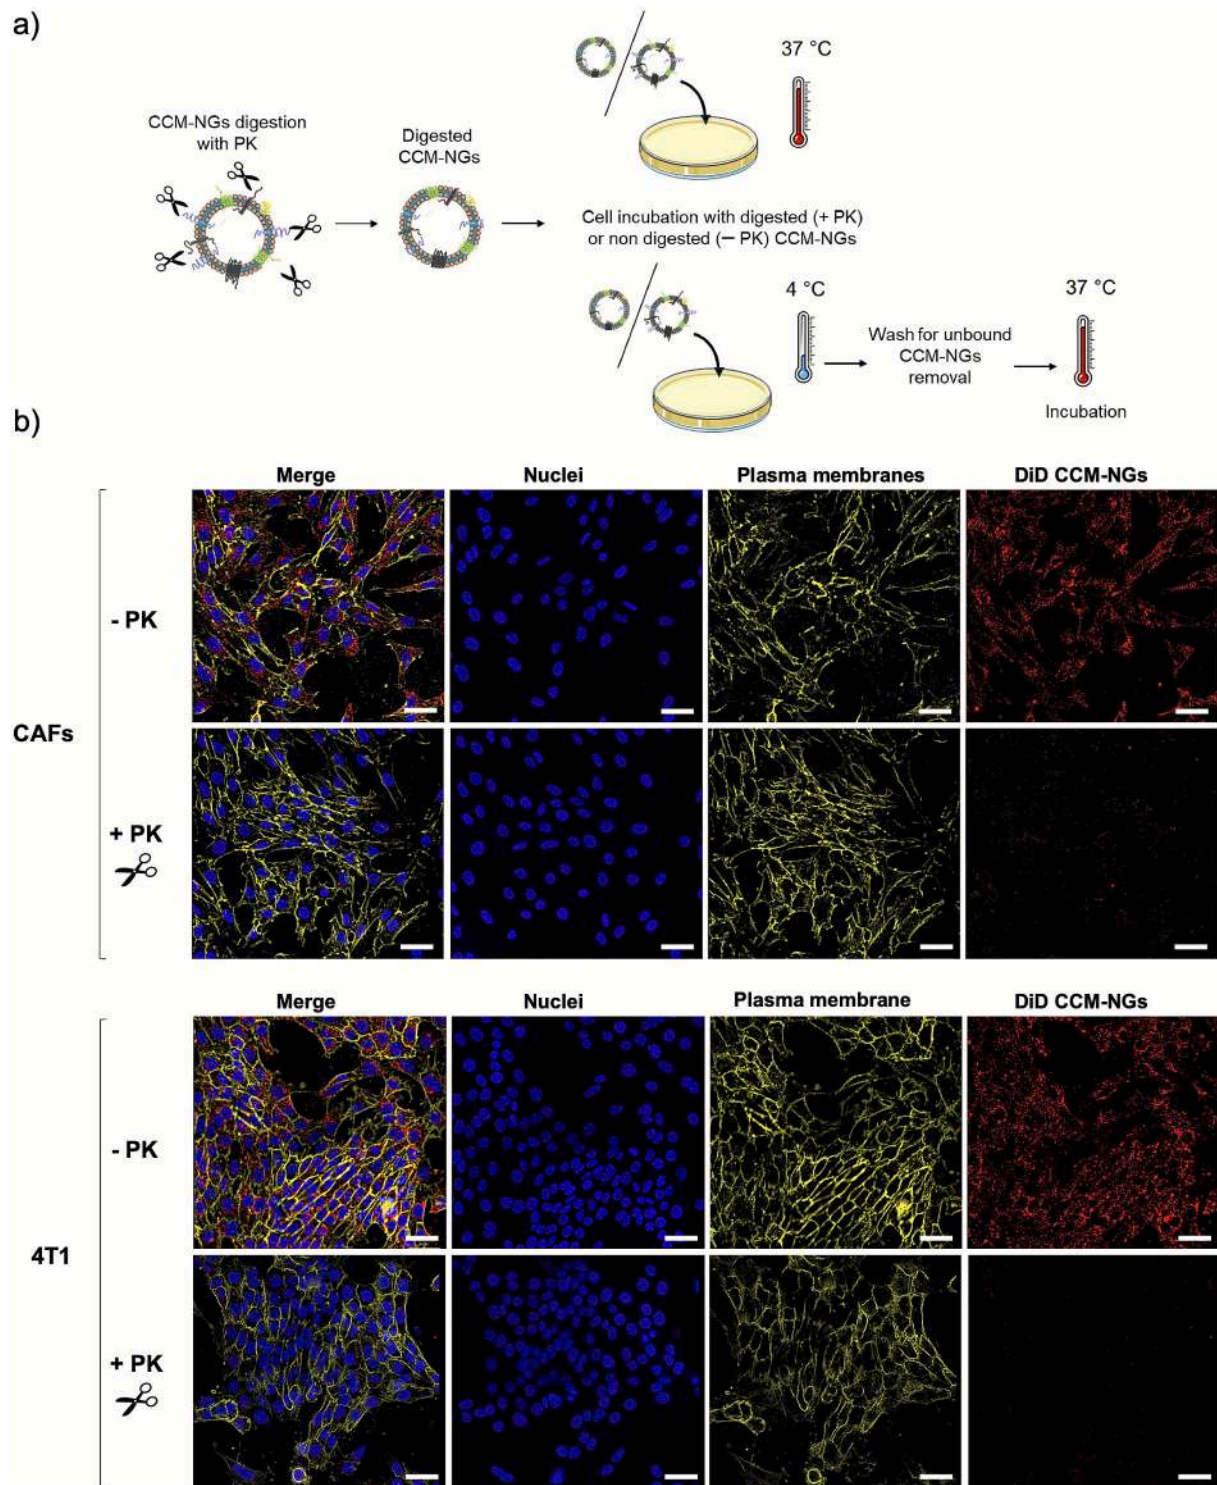 a)
37 °C
CCM-NGs digestion
with PK
Digested
CCM-NGs
Cell incubation with digested (+ PK)
or non digested (— PK) CCM-NGs
4 °C
37 °C
Wash for unbound
CCM-NGs
removal
Incubation
b)
Merge
Nuclei
Plasma membranes
DiD CCM-NGs
- PK
CAFs
+ PK
Merge
Nuclei
Plasma membrane
DiD CCM-NGs
- PK
4T1
+ PK